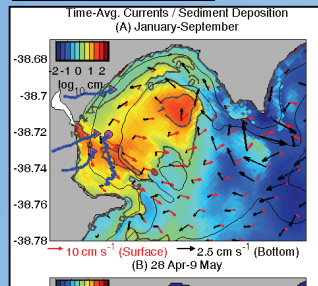 Time-Avg. Currents / Sediment Deposition
(A) January-September
-38.68
-2 -1 0 1 2
log10 cm
-38.7
-38.72
-38.74
-38.76
-38.78
10 cm s-1 (Surface) 2.5 cm s-1 (Bottom)
(B) 28 Apr-9 May